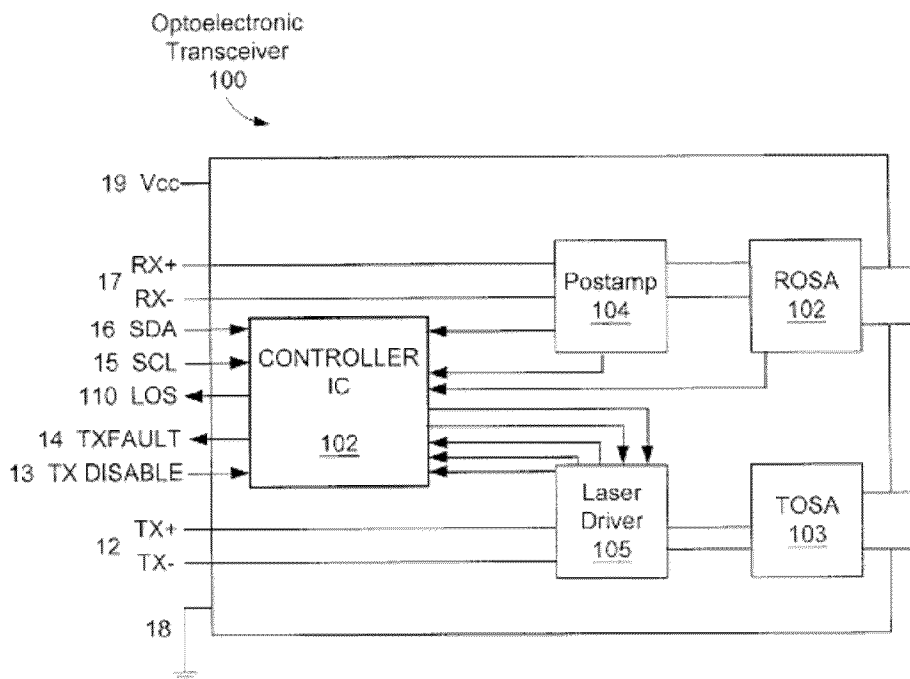 Optoelectronic
Transceiver
100
19 Vcc
17 RX+
RX-
16 SDA
15 SCL
110 LOS
14 TXFAULT
13 TX DISABLE
12 TX+
TX-
18
CONTROLLER
IC
102
Postamp
104
ROSA
102
Laser
Driver
105
TOSA
103